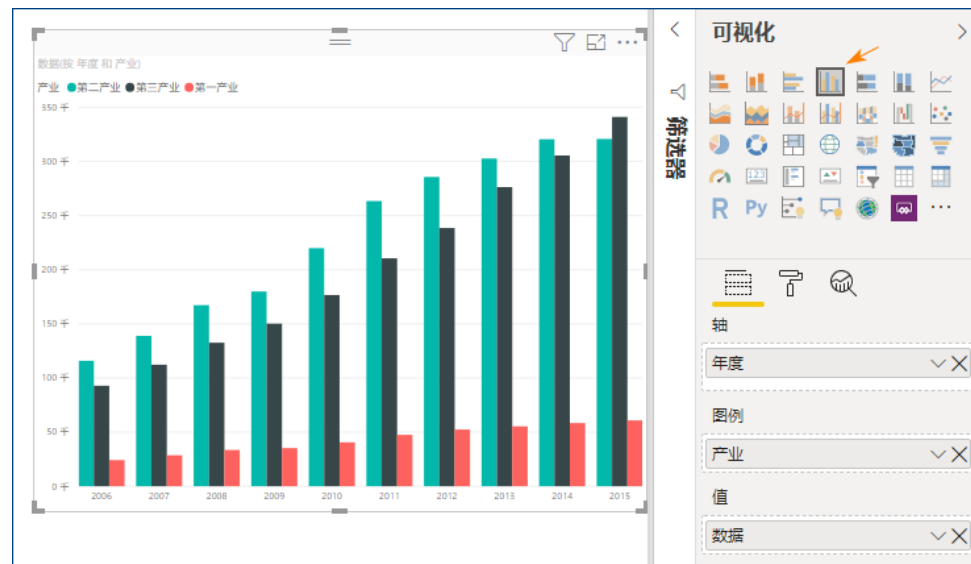 数据(按 年度 和 产业)
产业 第二产业 第三产业 第一产业
350 千
300 千
250 千
200 千
150 千
100 千
50 千
0 千
2006 2007 2008 2009 2010 2011 2012 2013 2014 2015
筛选器
可视化
123
R Py
轴
年度
图例
产业
值
数据